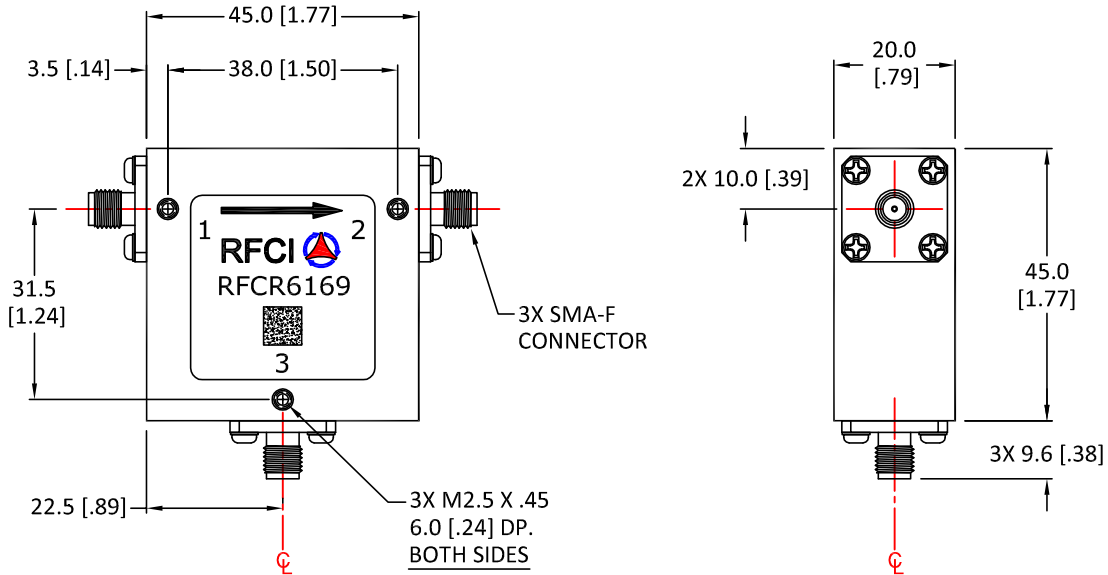 45.0 [1.77]
3.5 [.14]
38.0 [1.50]
1
2
RFCI
RFCR6169
3
31.5
[1.24]
3X SMA-F
CONNECTOR
22.5 [.89]
3X M2.5 X .45
6.0 [.24] DP.
BOTH SIDES
℄
20.0
[.79]
2X 10.0 [.39]
45.0
[1.77]
3X 9.6 [.38]
℄